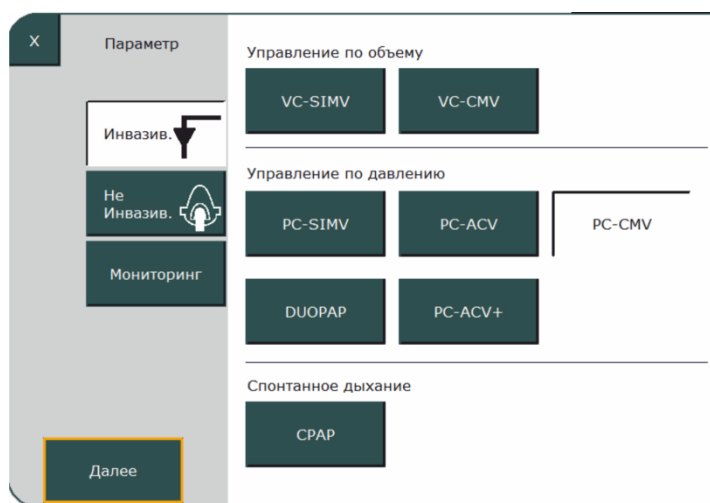 X
Параметр
Инвазив.
Не
Инвазив.
Мониторинг
Далее
Управление по объему
VC-SIMV
VC-CMV
Управление по давлению
PC-SIMV
PC-ACV
PC-CMV
DUOPAP
PC-ACV+
Спонтанное дыхание
CPAP